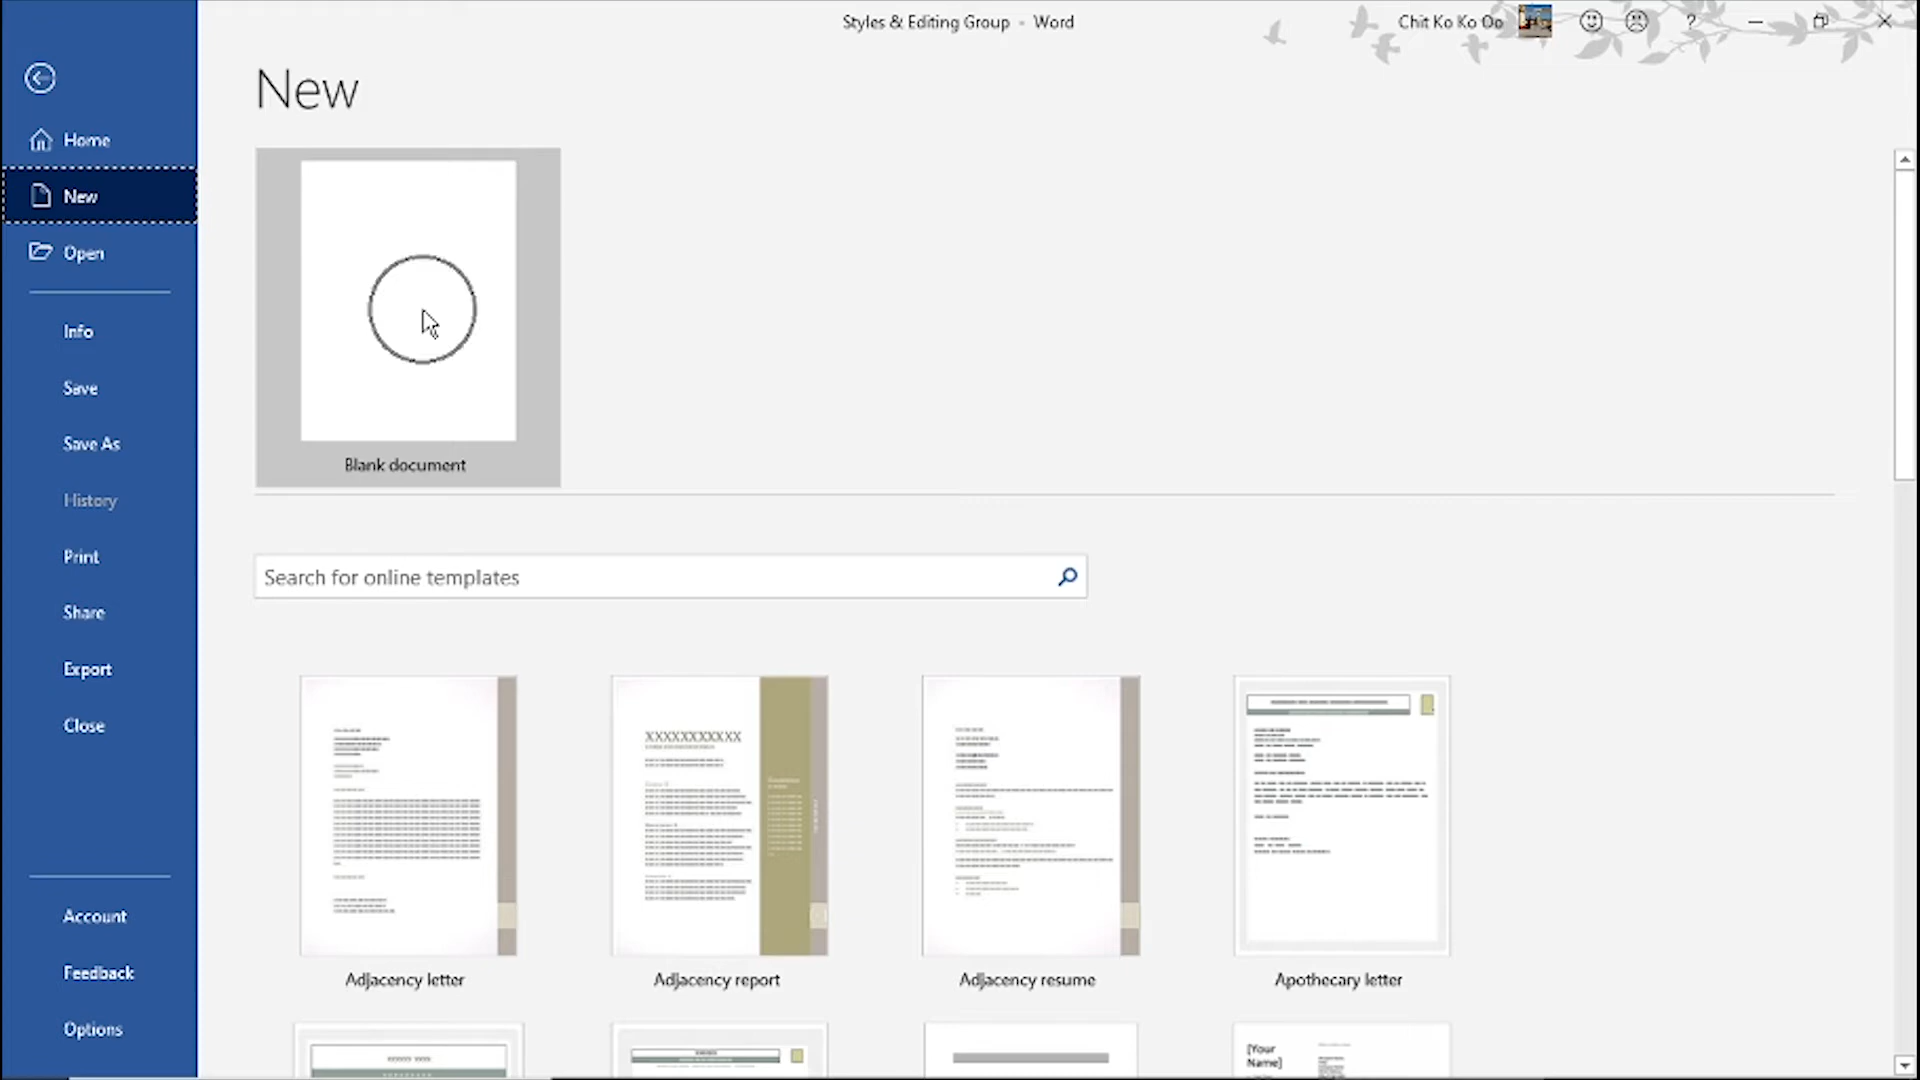 Styles & Editing Group - Word
Chit Ko Ko Oo
?
New
Home
New
Open
Info
Save
Save As
History
Print
Share
Export
Close
Account
Feedback
Options
Blank document
Search for online templates
XXXXXXXXXXX
Adjacency letter
Adjacency report
Adjacency resume
Apothecary letter
[Your
Name]